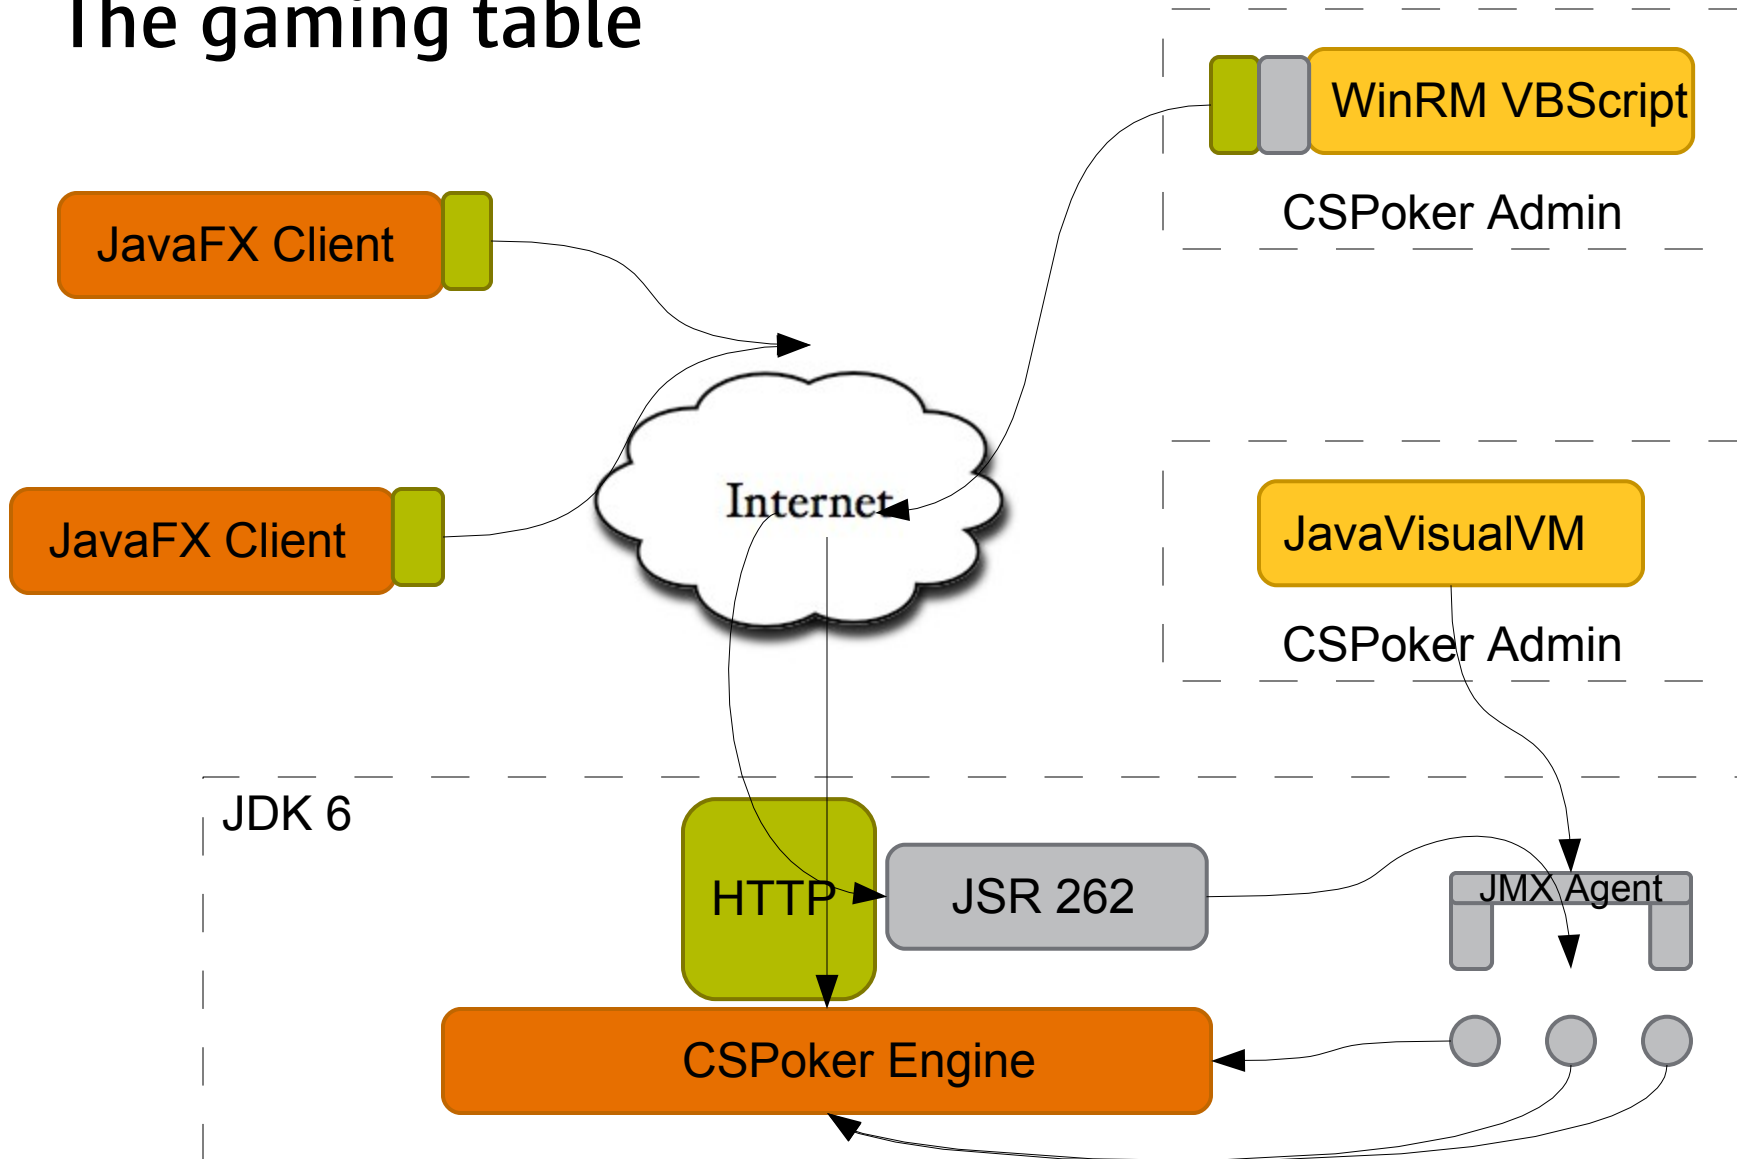 The gaming table
WinRM VBScript
CSPoker Admin
JavaFX Client
Internet
JavaFX Client
JavaVisualVM
CSPoker Admin
JDK 6
HTTP
JSR 262
JMX Agent
CSPoker Engine